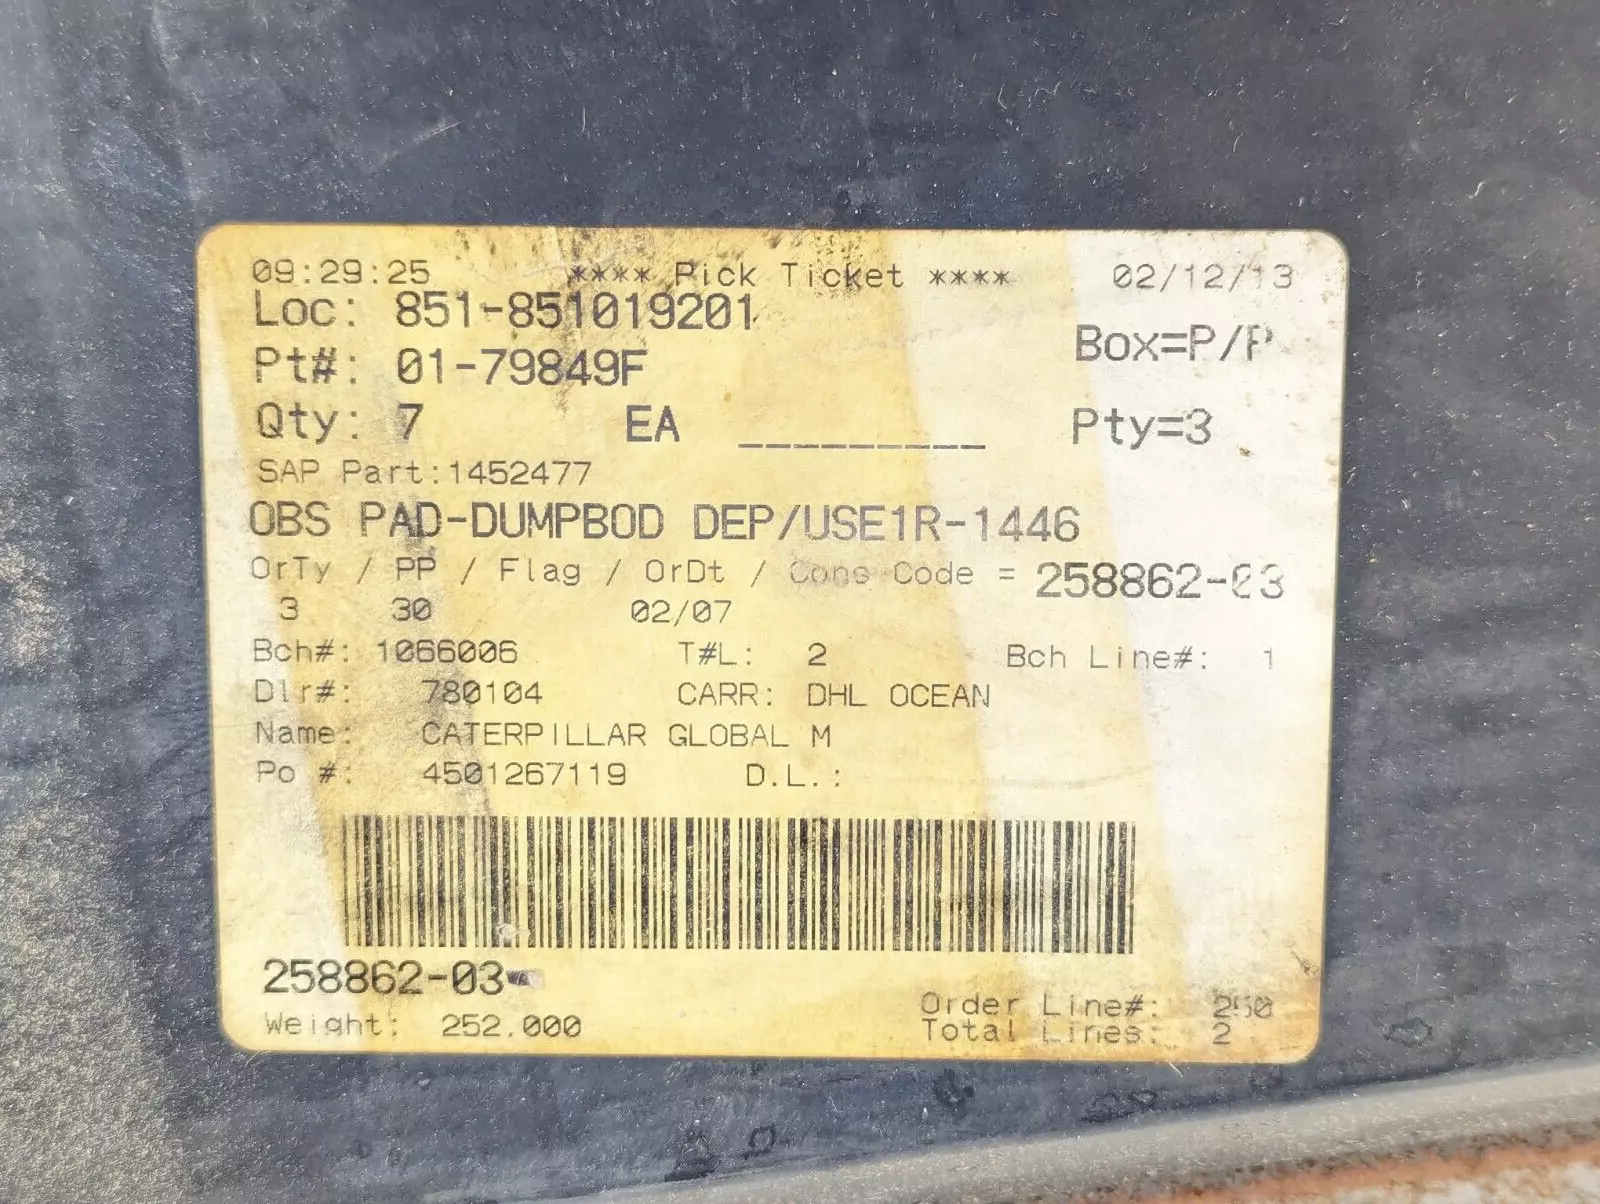 09:29:25 **** Pick Ticket **** 02/12/13
Loc: 851-851019201
Box=P/P
Pt#: 01-79849F
Qty: 7 EA _________ Pty=3
SAP Part:1452477
OBS PAD-DUMPBOD DEP/USE1R-1446
OrTy / PP / Flag / OrDt / Cons Code = 258862-03
3 30 02/07
Bch#: 1066006 T#L: 2 Bch Line#: 1
Dlr#: 780104 CARR: DHL OCEAN
Name: CATERPILLAR GLOBAL M
Po #: 4501267119 D.L.:
258862-03
Weight: 252.000
Order Line#:
Total Lines: 2